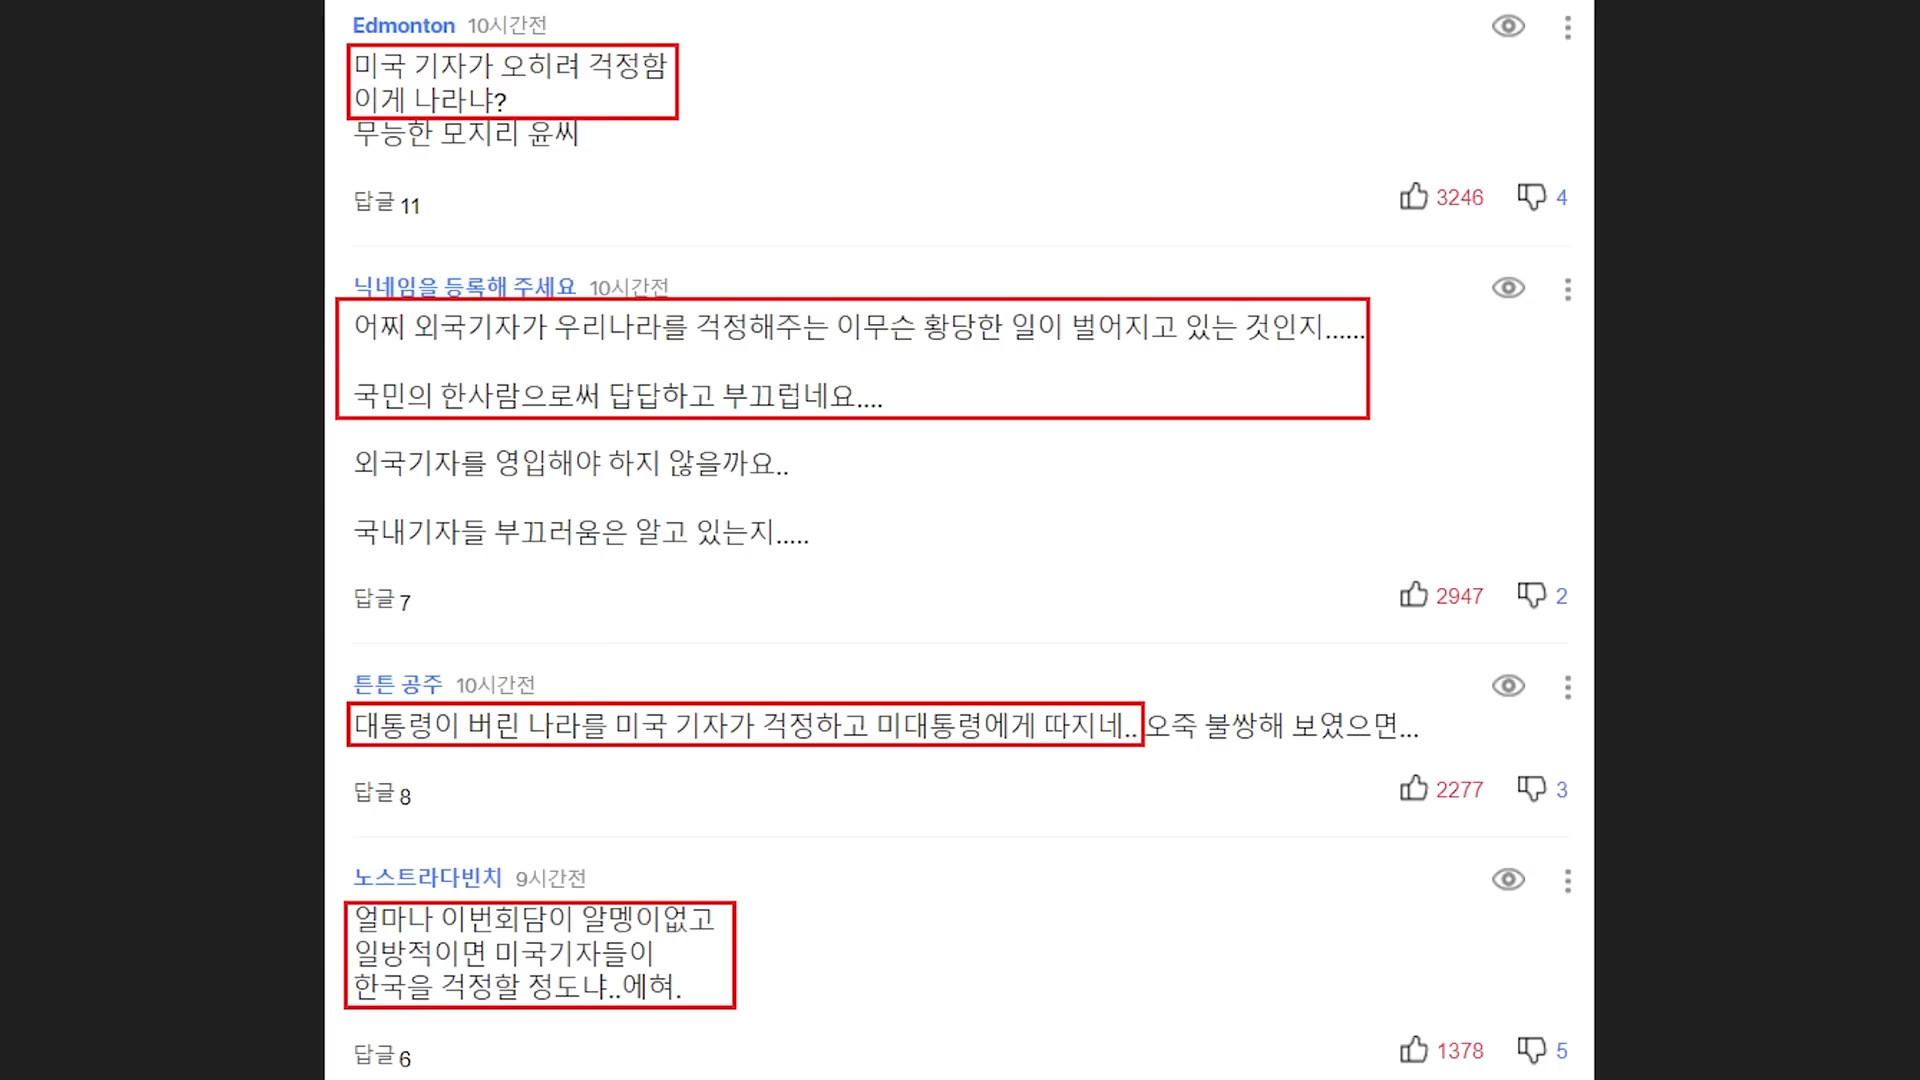 Edmonton 10시간전
미국 기자가 오히려 걱정함
이게 나라냐?
무능한 모지리 윤씨
답글 11
3246 4
닉네임을 등록해 주세요 10시간전
어찌 외국기자가 우리나라를 걱정해주는 이무슨 황당한 일이 벌어지고 있는 것인지......
국민의 한사람으로써 답답하고 부끄럽네요....
외국기자를 영입해야 하지 않을까요..
국내기자들 부끄러움은 알고 있는지.....
답글 7
2947 2
튼튼 공주 10시간전
대통령이 버린 나라를 미국 기자가 걱정하고 미대통령에게 따지네.. 오죽 불쌍해 보였으면...
답글 8
2277 3
노스트라다빈치 9시간전
얼마나 이번회담이 알멩이없고
일방적이면 미국기자들이
한국을 걱정할 정도냐..에혀.
답글 6
1378 5